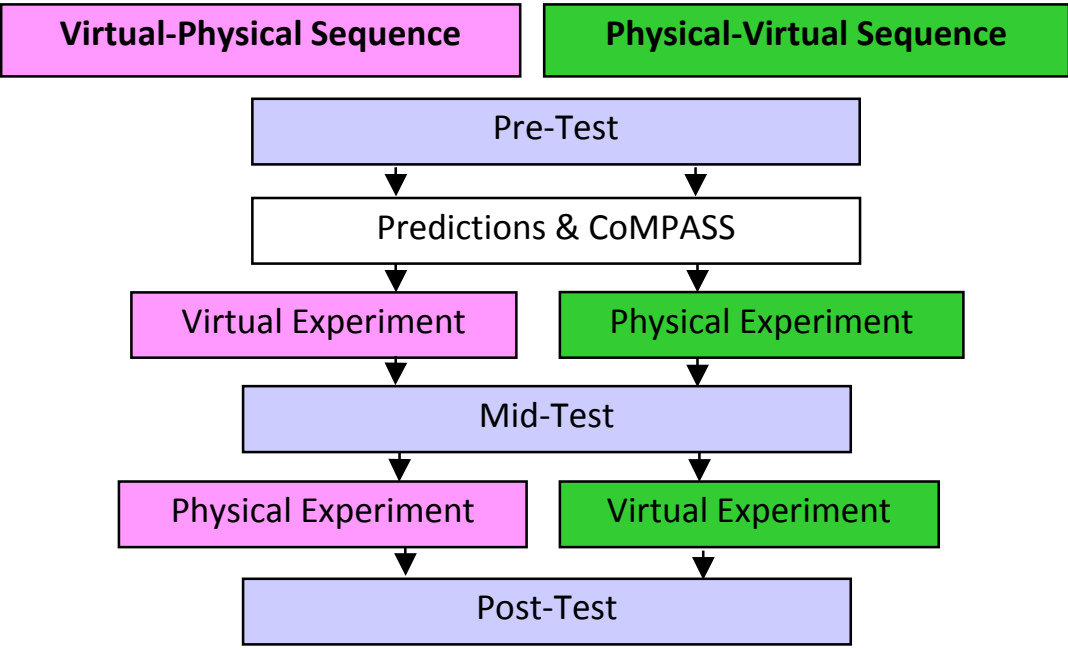 Virtual-Physical Sequence
Physical-Virtual Sequence
Pre-Test
Predictions & CoMPASS
Virtual Experiment
Physical Experiment
Mid-Test
Physical Experiment
Virtual Experiment
Post-Test